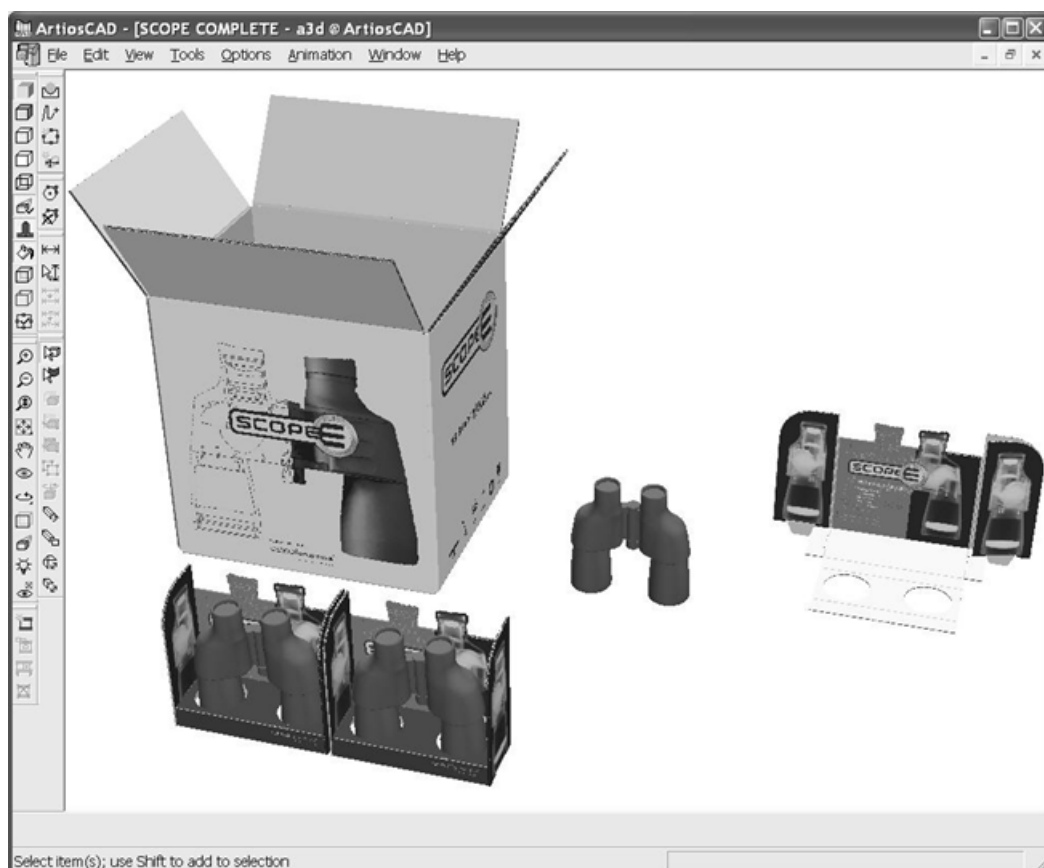 ArtiosCAD - [SCOPE COMPLETE - a3d @ ArtiosCAD]
File Edit View Tools Options Animation Window Help
SCOPE
SCOPE
SCOPE
Select item(s); use Shift to add to selection